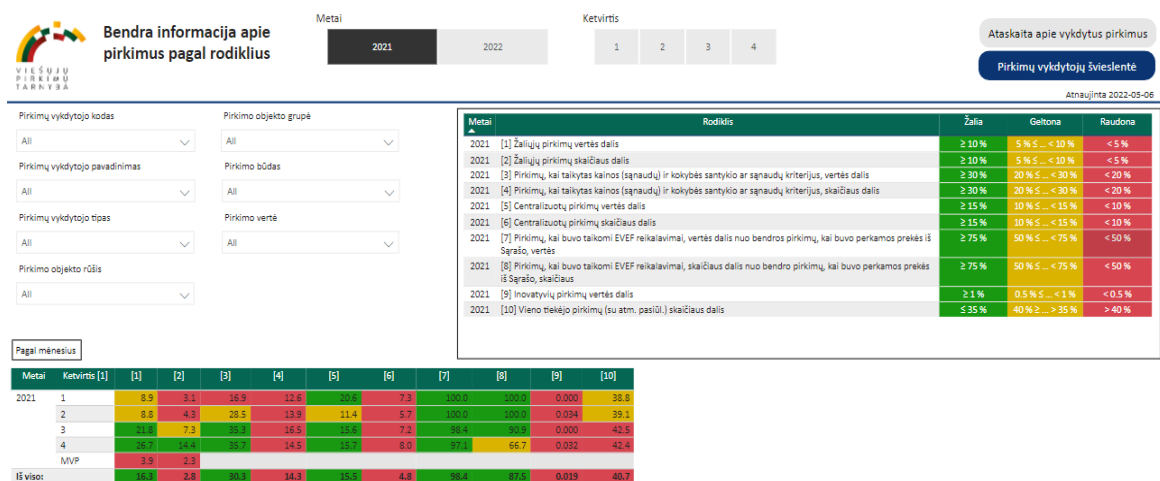 VIEŠŲJŲ
PIRKIMŲ
TARNYBA
Bendra informacija apie
pirkimus pagal rodiklius
Metai
2021 2022
Ketvirtis
1 2 3 4
Ataskaita apie vykdytus pirkimus
Pirkimų vykdytojų švieslentė
Atnaujinta 2022-05-06
Pirkimų vykdytojo kodas
All
Pirkimo objekto grupė
All
Pirkimų vykdytojo pavadinimas
All
Pirkimo būdas
All
Pirkimų vykdytojo tipas
All
Pirkimo vertė
All
Pirkimo objekto rūšis
All
Metai Rodiklis Žalia Geltona Raudona
2021 [1] Žaliųjų pirkimų vertės dalis ≥ 10 % 5 % ≤ ... < 10 % < 5 %
2021 [2] Žaliųjų pirkimų skaičiaus dalis ≥ 10 % 5 % ≤ ... < 10 % < 5 %
2021 [3] Pirkimų, kai taikytas kainos (sąnaudų) ir kokybės santykio ar sąnaudų kriterijus, vertės dalis ≥ 30 % 20 % ≤ ... < 30 % < 20 %
2021 [4] Pirkimų, kai taikytas kainos (sąnaudų) ir kokybės santykio ar sąnaudų kriterijus, skaičiaus dalis ≥ 30 % 20 % ≤ ... < 30 % < 20 %
2021 [5] Centralizuotų pirkimų vertės dalis ≥ 15 % 10 % ≤ ... < 15 % < 10 %
2021 [6] Centralizuotų pirkimų skaičiaus dalis ≥ 15 % 10 % ≤ ... < 15 % < 10 %
2021 [7] Pirkimų, kai buvo taikomi EVEF reikalavimai, vertės dalis nuo bendros pirkimų, kai buvo perkamos prekės iš ≥ 75 % 50 % ≤ ... < 75 % < 50 %
Sąrašo, vertės
2021 [8] Pirkimų, kai buvo taikomi EVEF reikalavimai, skaičiaus dalis nuo bendro pirkimų, kai buvo perkamos prekės ≥ 75 % 50 % ≤ ... < 75 % < 50 %
iš Sąrašo, skaičiaus
2021 [9] Inovatyvių pirkimų vertės dalis ≥ 1 % 0.5 % ≤ ... < 1 % < 0.5 %
2021 [10] Vieno tiekėjo pirkimų (su atm. pasiūl.) skaičiaus dalis ≤ 35 % 40 % ≥ ... > 35 % > 40 %
Pagal mėnesius
Metai Ketvirtis [1] [1] [2] [3] [4] [5] [6] [7] [8] [9] [10]
2021 1 8.9 3.1 16.9 12.6 20.6 7.3 100.0 100.0 0.000 38.8
2 8.8 4.3 28.5 13.9 11.4 5.7 100.0 100.0 0.034 39.1
3 21.8 7.3 35.3 16.5 15.6 7.2 98.4 90.9 0.000 42.5
4 26.7 14.4 35.7 14.5 15.7 8.0 97.1 66.7 0.032 42.4
MVP 3.9 2.3
Iš viso: 16.3 2.8 30.3 14.3 15.5 4.8 98.4 87.5 0.019 40.7